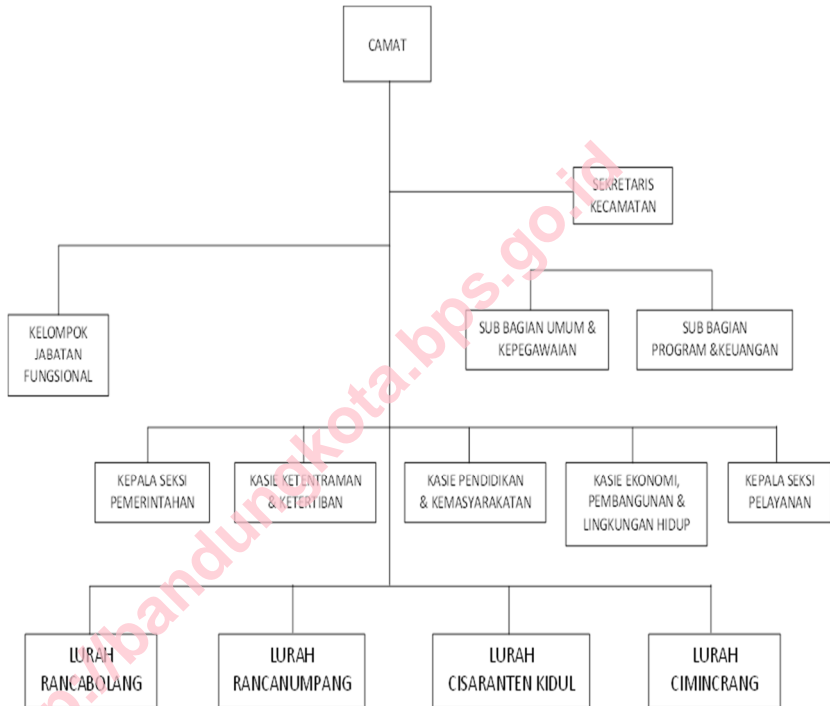 CAMAT
SEKRETARIS
KECAMATAN
KELOMPOK
JABATAN
FUNGSIONAL
SUB BAGIAN UMUM &
KEPEGAWAIAN
SUB BAGIAN
PROGRAM &KEUANGAN
KEPALA SEKSI
PEMERINTAHAN
KASIE KETENTRAMAN
& KETERTIBAN
KASIE PENDIDIKAN
& KEMASYARAKATAN
KASIE EKONOMI,
PEMBANGUNAN &
LINGKUNGAN HIDUP
KEPALA SEKSI
PELAYANAN
LURAH
RANCABOLANG
LURAH
RANCANUMPANG
LURAH
CISARANTEN KIDUL
LURAH
CIMINCRANG
p://bandungkota.bps.go.id